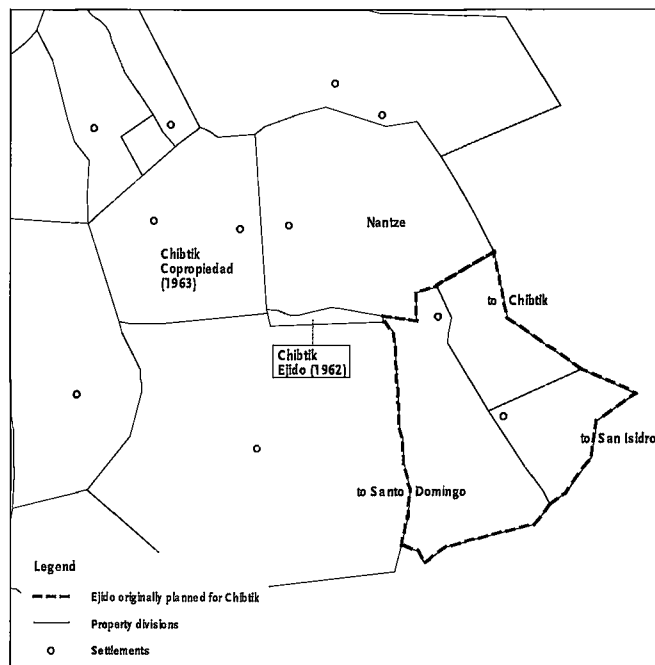 Nantze
Chibtik
Copropiedad
(1963)
to Chibtik
Chibtik
Ejido (1962)
to San Isidro
to Santo Domingo
Legend
Ejido originally planned for Chibtik
Property divisions
Settlements